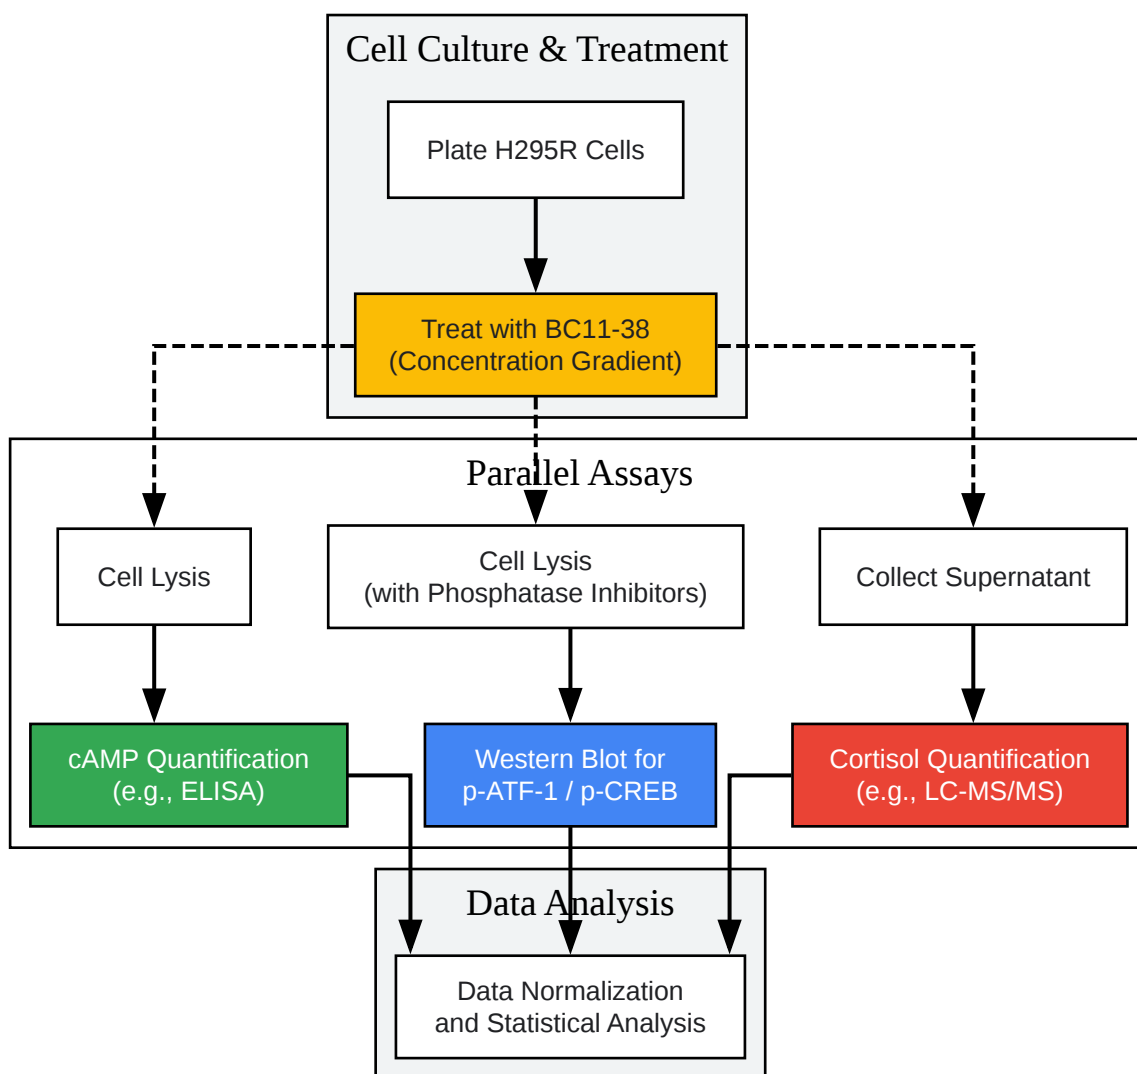 Cell Culture & Treatment
Plate H295R Cells
Treat with BC11-38
(Concentration Gradient)
Parallel Assays
Cell Lysis
Cell Lysis
(with Phosphatase Inhibitors)
Collect Supernatant
cAMP Quantification
(e.g., ELISA)
Western Blot for
p-ATF-1 / p-CREB
Cortisol Quantification
(e.g., LC-MS/MS)
Data Analysis
Data Normalization
and Statistical Analysis